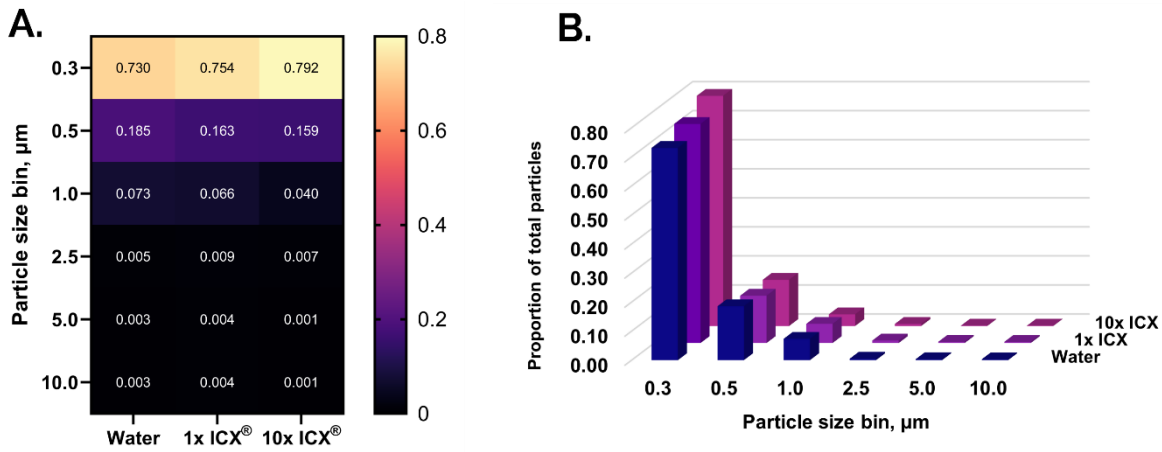 A.
Particle size bin, µm
0.3 0.730 0.754 0.792
0.5 0.185 0.163 0.159
1.0 0.073 0.066 0.040
2.5 0.005 0.009 0.007
5.0 0.003 0.004 0.001
10.0 0.003 0.004 0.001
Water 1x ICX® 10x ICX®
0.8
0.6
0.4
0.2
0
B.
Proportion of total particles
0.80
0.70
0.60
0.50
0.40
0.30
0.20
0.10
0.00
0.3 0.5 1.0 2.5 5.0 10.0
10x ICX
1x ICX
Water
Particle size bin, µm